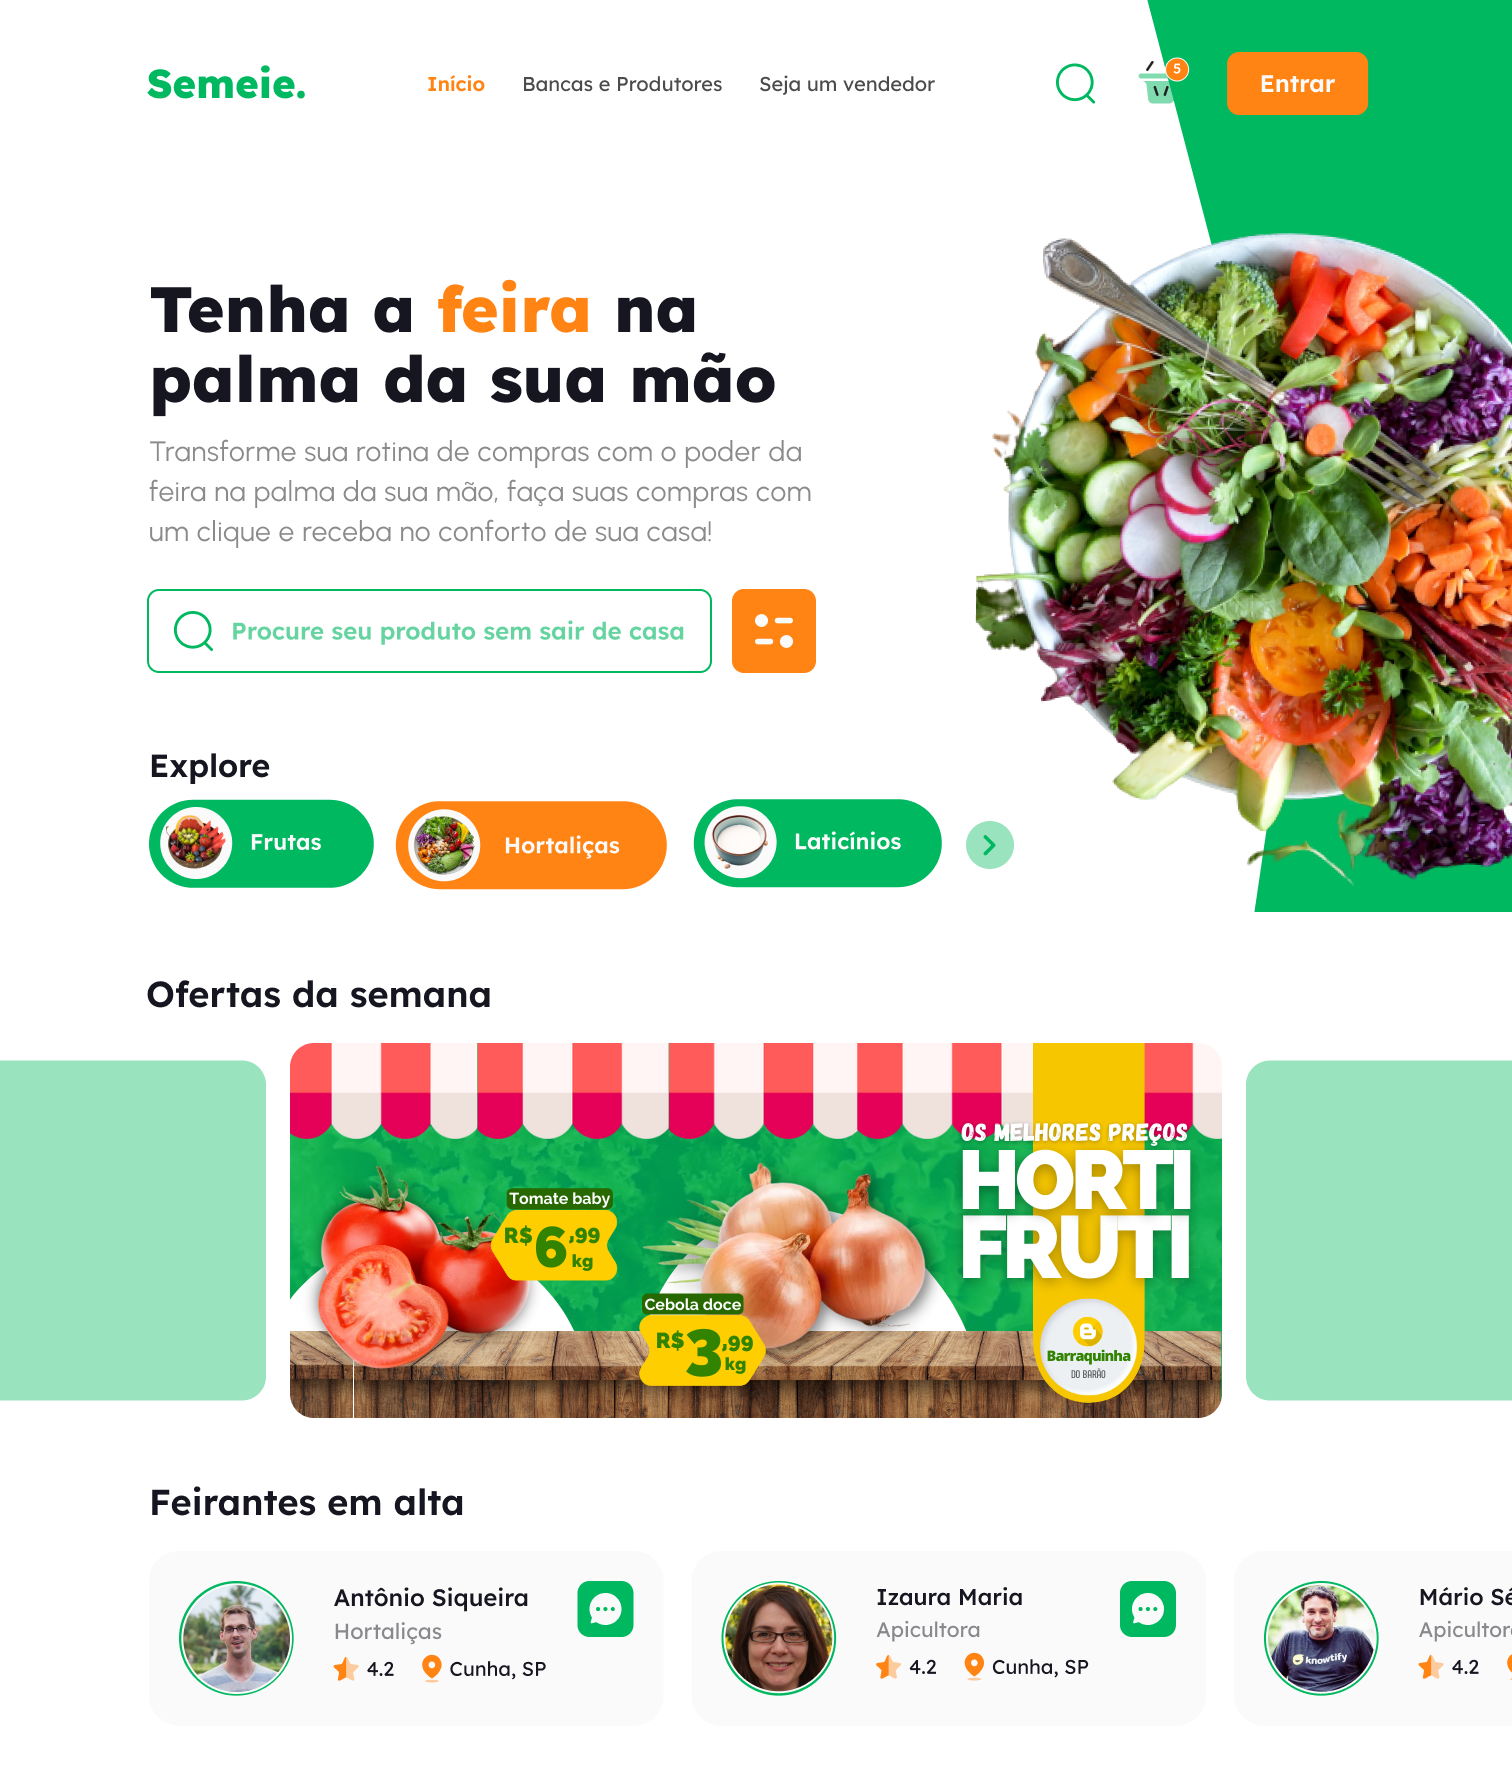 Semeie.
Início
Bancas e Produtores
Seja um vendedor
5
Entrar
Tenha a feira na
palma da sua mão
Transforme sua rotina de compras com o poder da
feira na palma da sua mão, faça suas compras com
um clique e receba no conforto de sua casa!
Procure seu produto sem sair de casa
Explore
Frutas
Hortaliças
Laticínios
Ofertas da semana
OS MELHORES PREÇOS
HORTI
FRUTI
Tomate baby
R$6,99
kg
Cebola doce
R$3,99
kg
B
Barraquinha
DO BARÃO
Feirantes em alta
Antônio Siqueira
Hortaliças
4.2
Cunha, SP
Izaura Maria
Apicultora
4.2
Cunha, SP
knowtify
Mário Sé
Apicultor
4.2